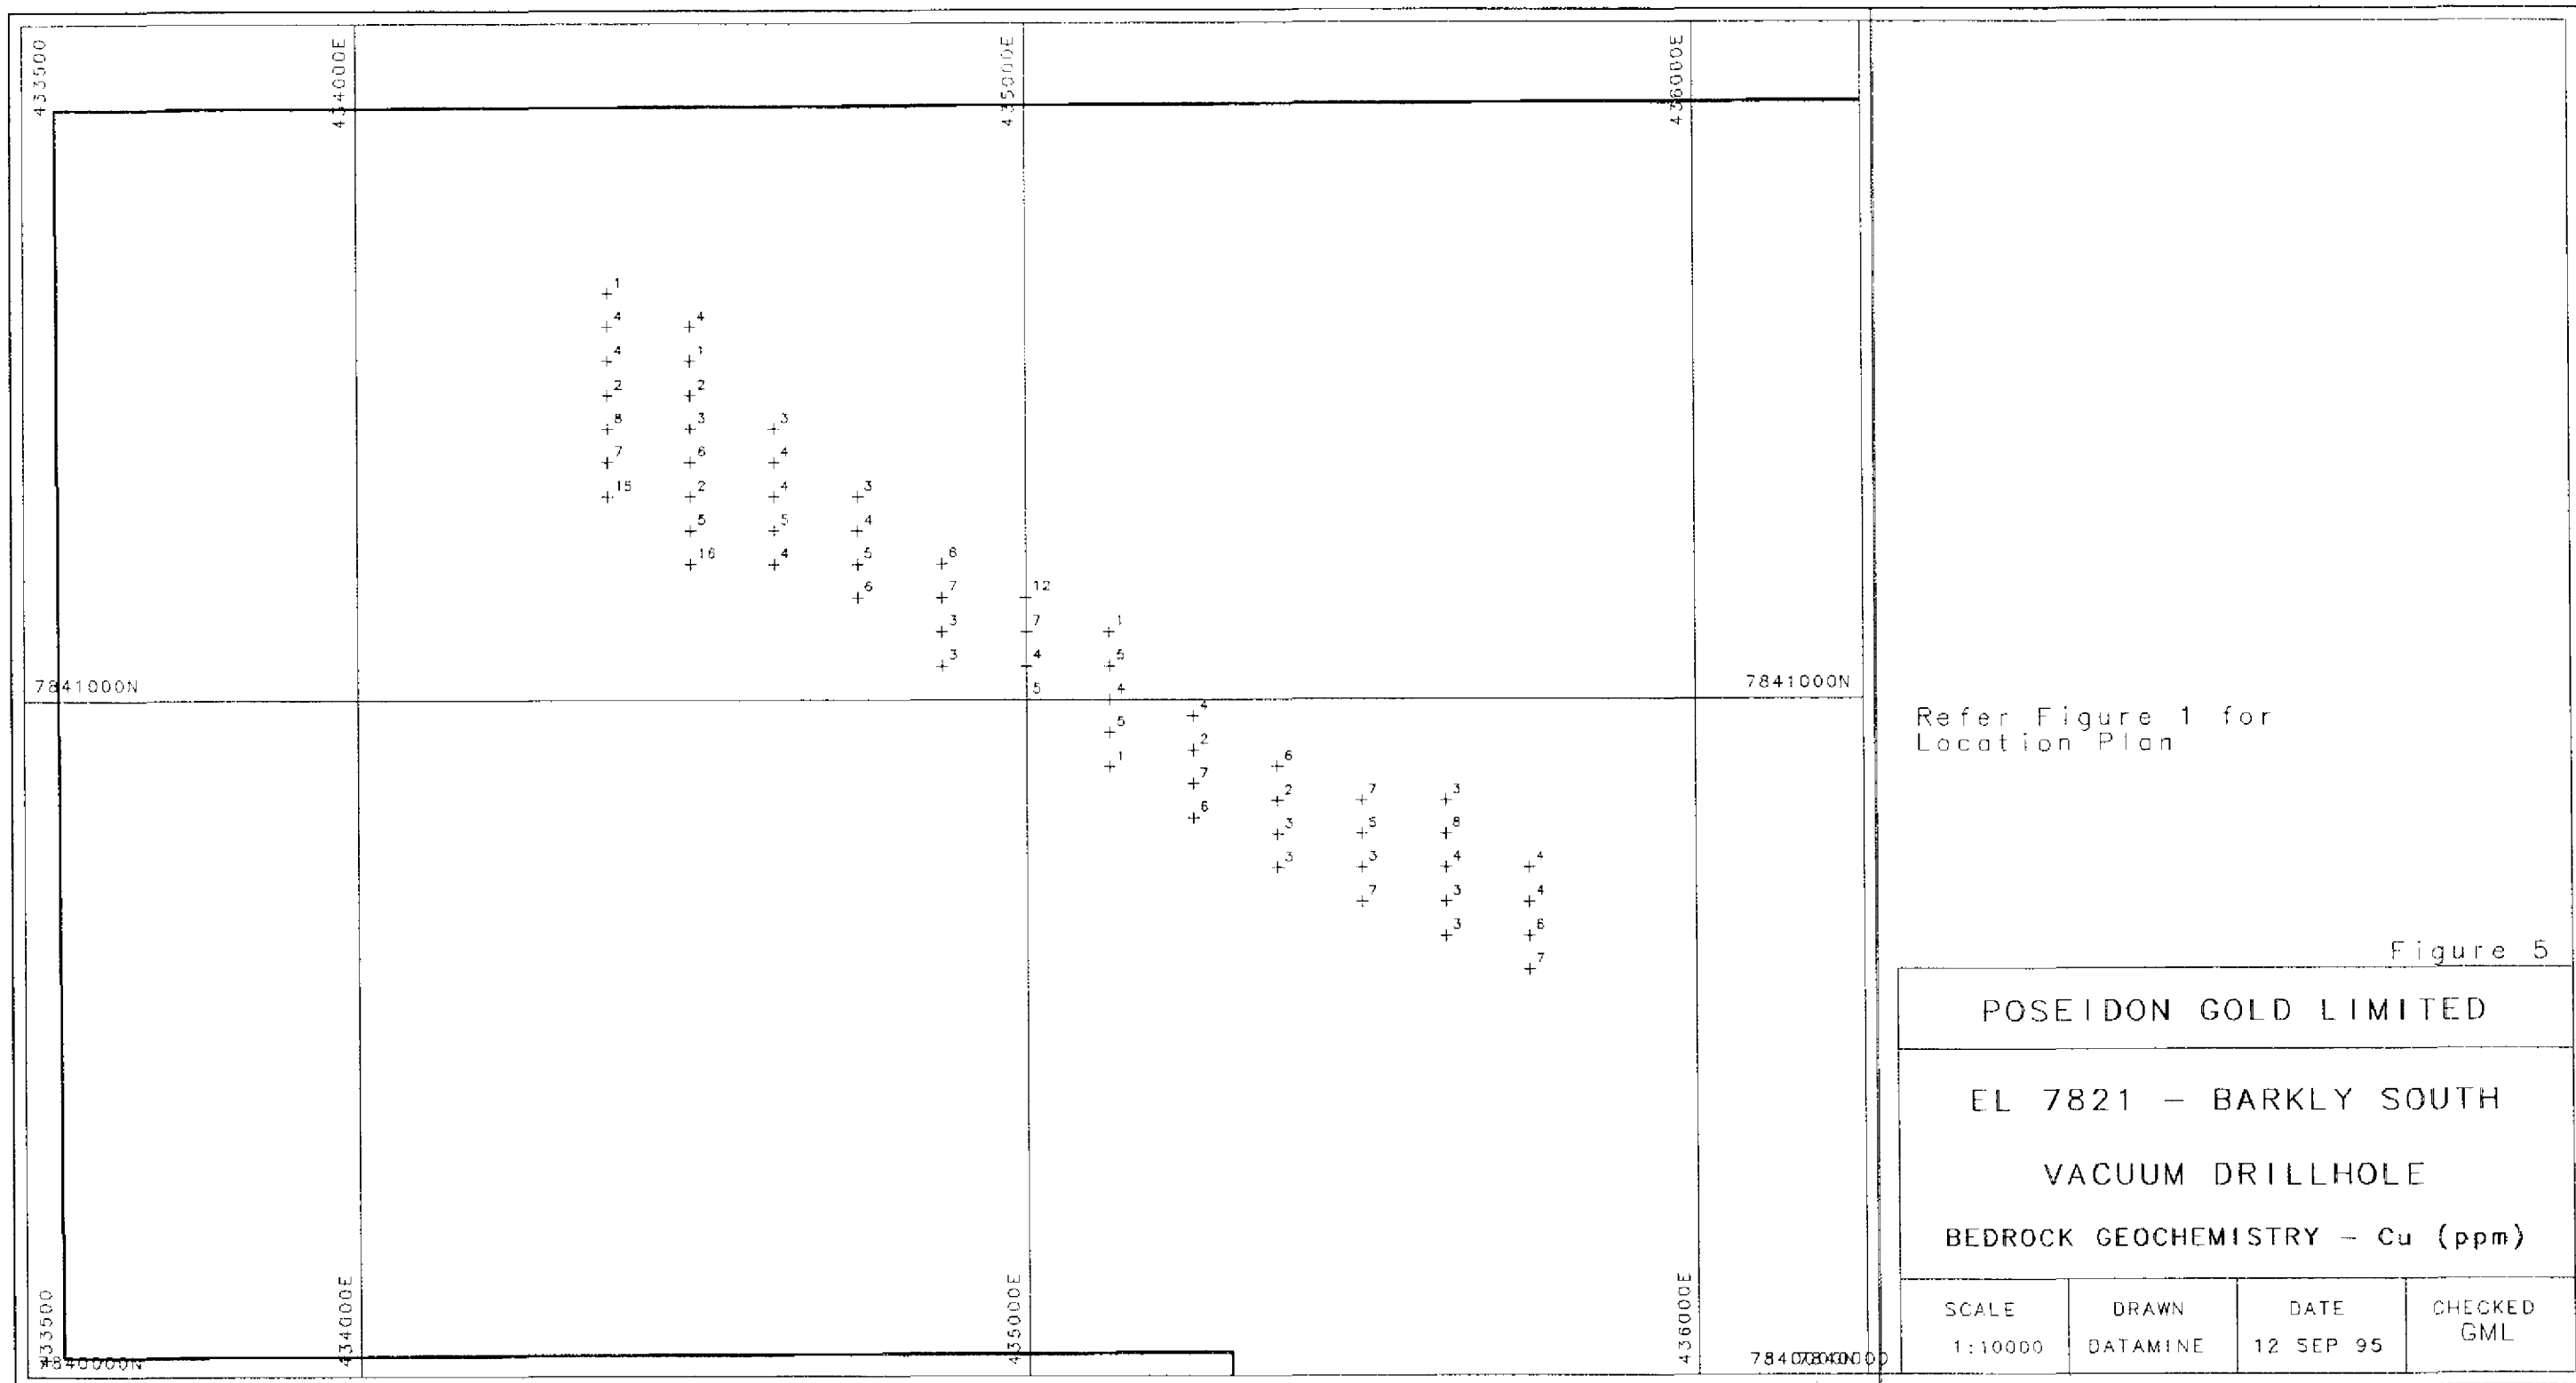 433500
434000E
435000E
436000E
1
4 4
4 1
2 2
8 3 3
7 6 4
15 2 4 3
5 5 4
16 4 5 6
6 7 12
3 7 1
3 4 5
7841000N 5 4 7841000N
4
5
2
1 6
7
2 7 3
6
3 5 8
3 3 4 4
7 3 4
3 6
7
Refer Figure 1 for
Location Plan
Figure 5
POSEIDON GOLD LIMITED
EL 7821 – BARKLY SOUTH
VACUUM DRILLHOLE
BEDROCK GEOCHEMISTRY – Cu (ppm)
SCALE DRAWN DATE CHECKED
1:10000 DATAMINE 12 SEP 95 GML
433500
434000E
435000E
436000E
7840000N